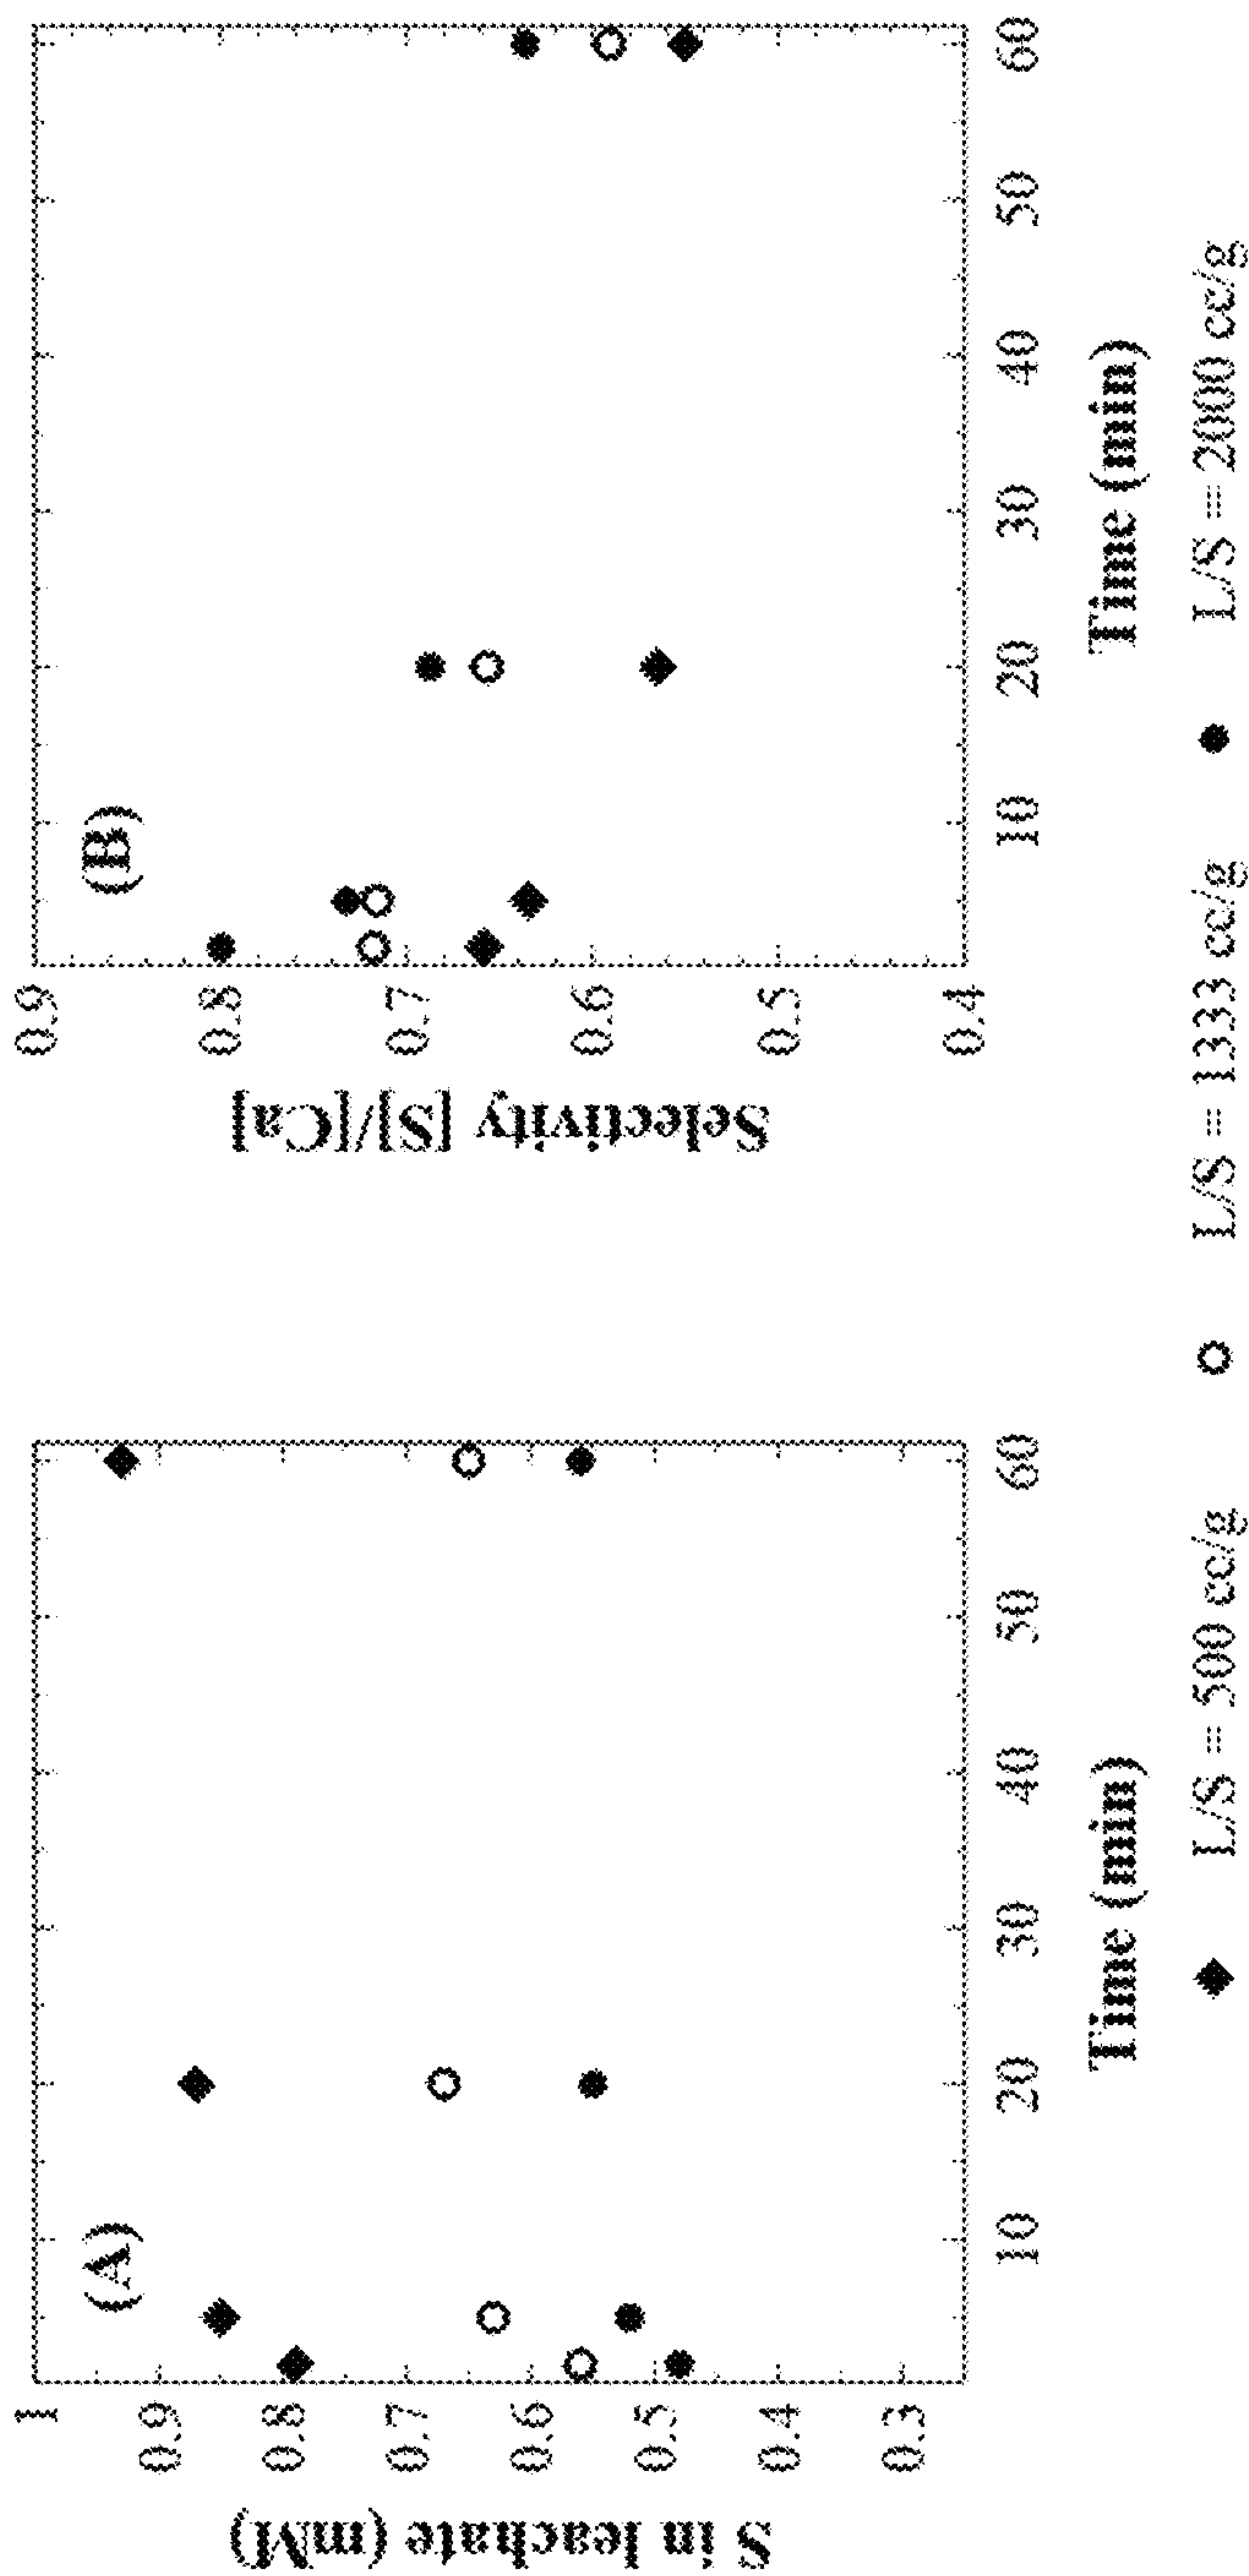 (A)
S in leachate (mM)
1
0.9
0.8
0.7
0.6
0.5
0.4
0.3
10 20 30 40 50 60
Time (min)
(B)
Selectivity [S]/[Ca]
0.9
0.8
0.7
0.6
0.5
0.4
10 20 30 40 50 60
Time (min)
L/S = 500 cc/g L/S = 1333 cc/g L/S = 2000 cc/g